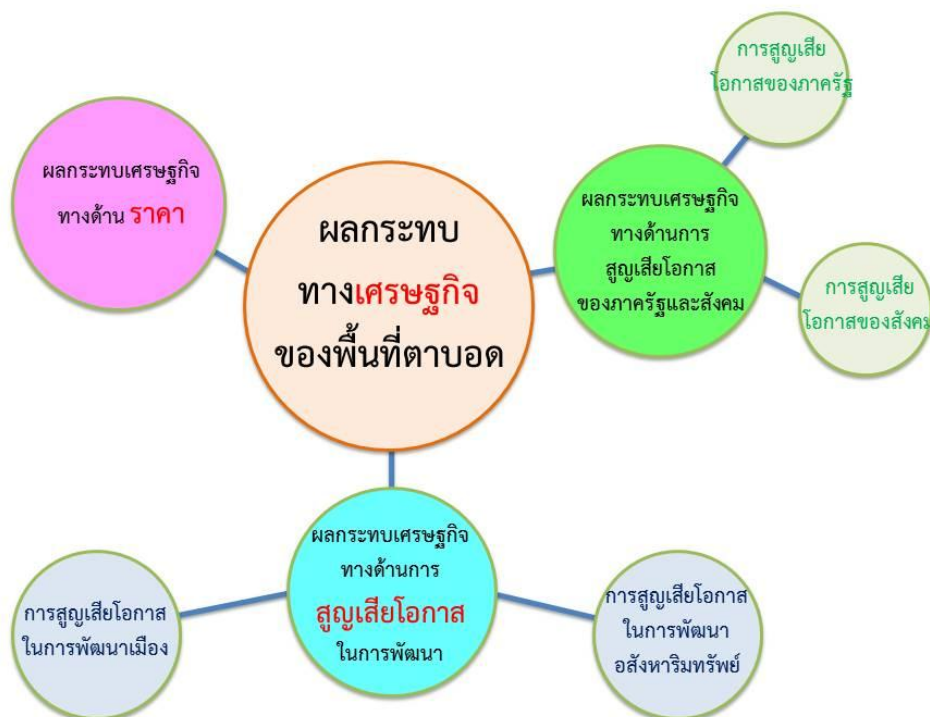 ผลกระทบ
ทางเศรษฐกิจ
ของพื้นที่ตาบอด
ผลกระทบเศรษฐกิจ
ทางด้าน ราคา
ผลกระทบเศรษฐกิจ
ทางด้านการ
สูญเสียโอกาส
ของภาครัฐและสังคม
การสูญเสีย
โอกาสของภาครัฐ
การสูญเสีย
โอกาสของสังคม
ผลกระทบเศรษฐกิจ
ทางด้านการ
สูญเสียโอกาส
ในการพัฒนา
การสูญเสียโอกาส
ในการพัฒนาเมือง
การสูญเสียโอกาส
ในการพัฒนา
อสังหาริมทรัพย์